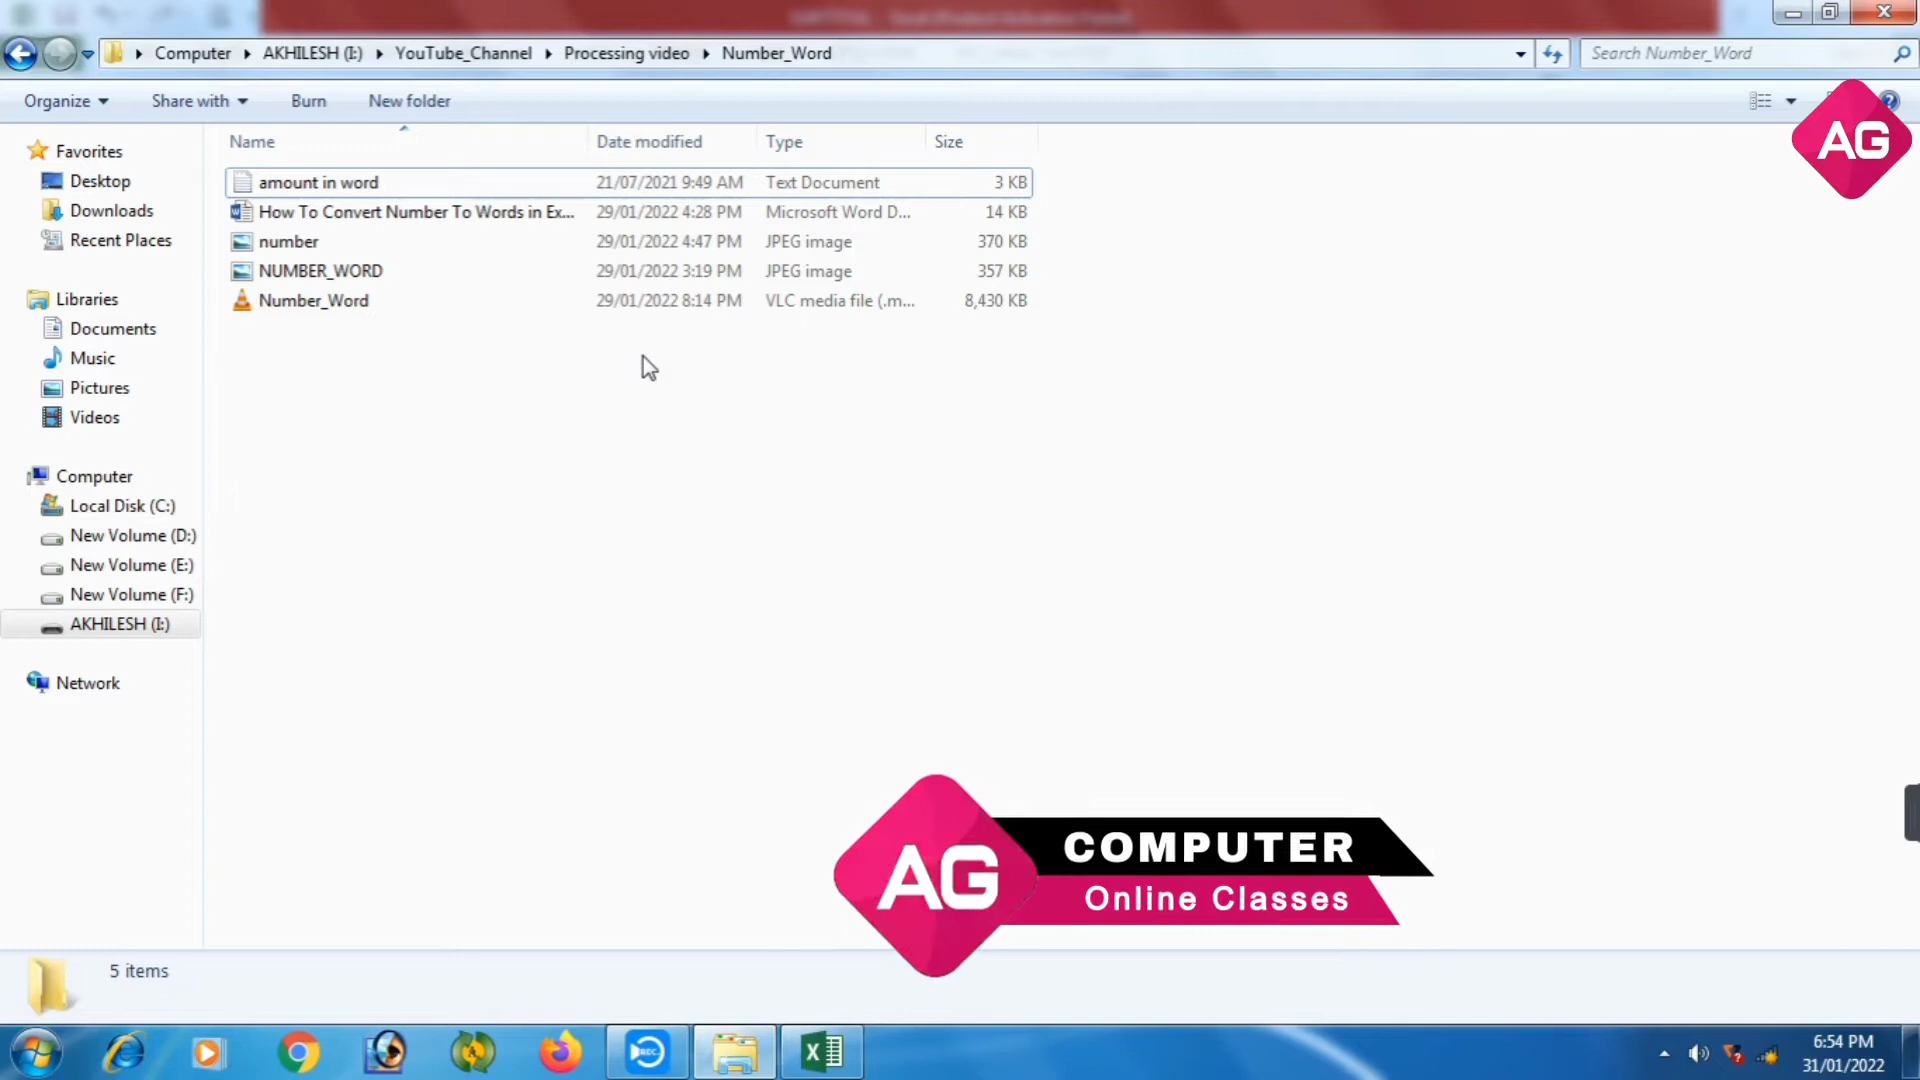 Computer AKHILESH (I:) YouTube_Channel Processing video Number_Word
Search Number_Word
Organize Share with Burn New folder
AG
Name Date modified Type Size
amount in word 21/07/2021 9:49 AM Text Document 3 KB
How To Convert Number To Words in Ex... 29/01/2022 4:28 PM Microsoft Word D... 14 KB
number 29/01/2022 4:47 PM JPEG image 370 KB
NUMBER_WORD 29/01/2022 3:19 PM JPEG image 357 KB
Number_Word 29/01/2022 8:14 PM VLC media file (.m... 8,430 KB
Favorites
Desktop
Downloads
Recent Places
Libraries
Documents
Music
Pictures
Videos
Computer
Local Disk (C:)
New Volume (D:)
New Volume (E:)
New Volume (F:)
AKHILESH (I:)
Network
AG
COMPUTER
Online Classes
5 items
REC
6:54 PM
31/01/2022